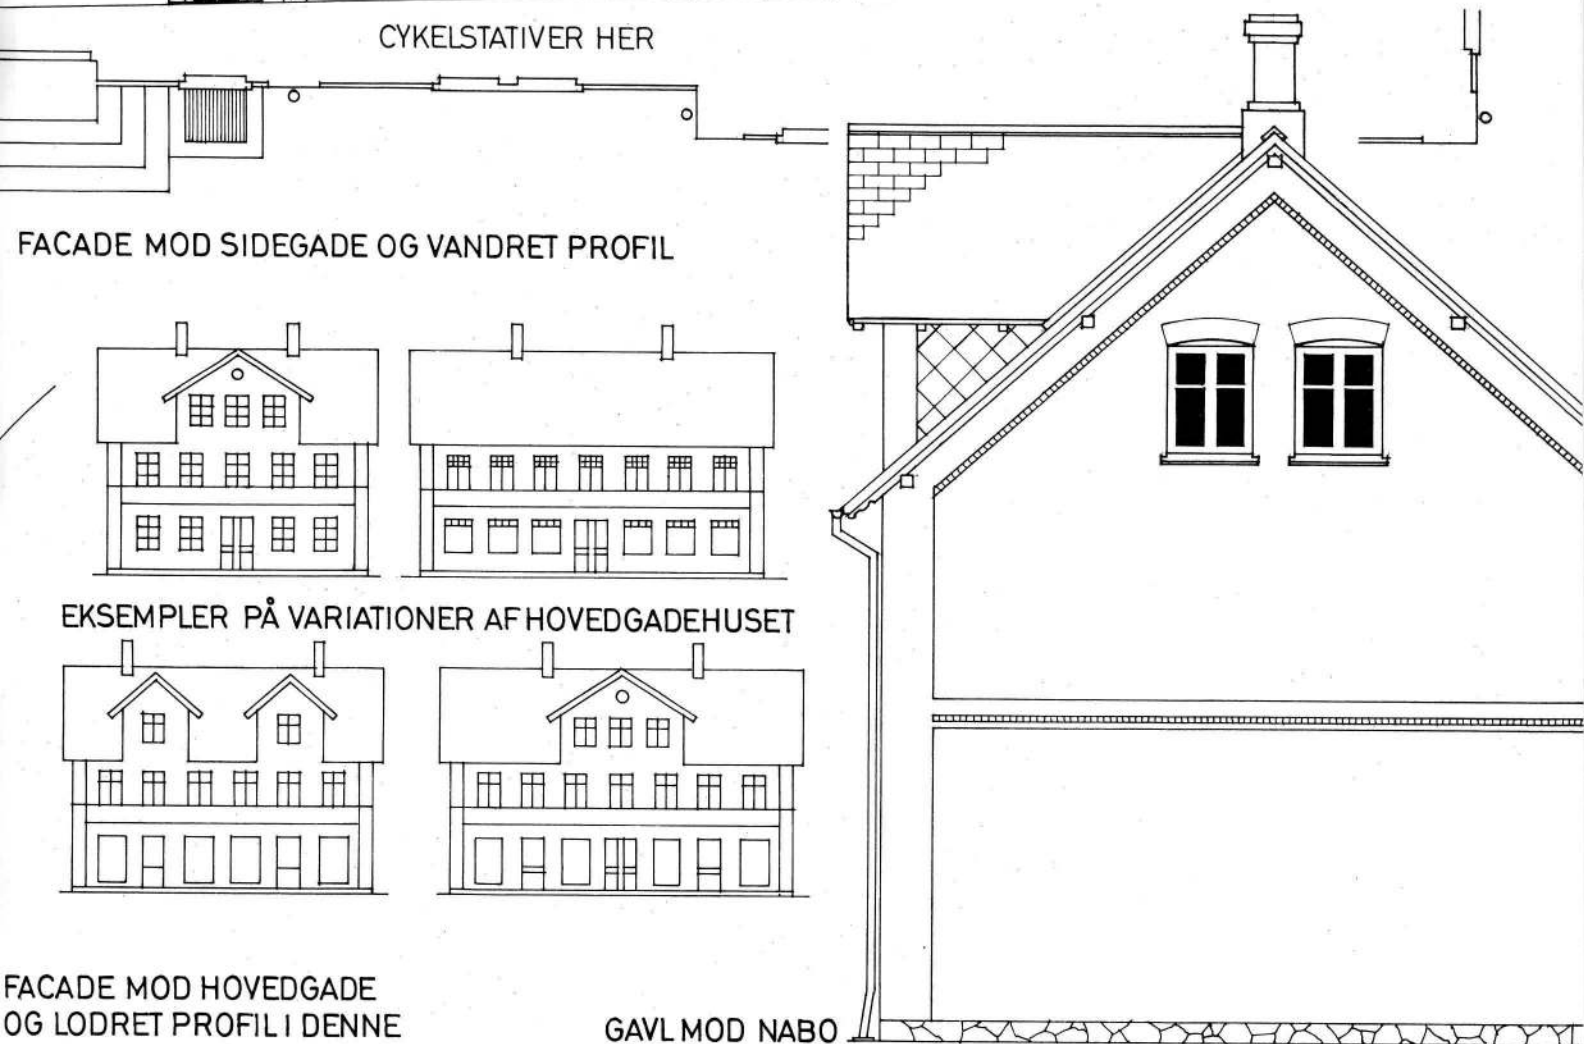 CYKELSTATIVER HER
FACADE MOD SIDEGADE OG VANDRET PROFIL
EKSEMPLER PÅ VARIATIONER AF HOVEDGADEHUSET
FACADE MOD HOVEDGADE
OG LODRET PROFIL I DENNE
GAVL MOD NABO